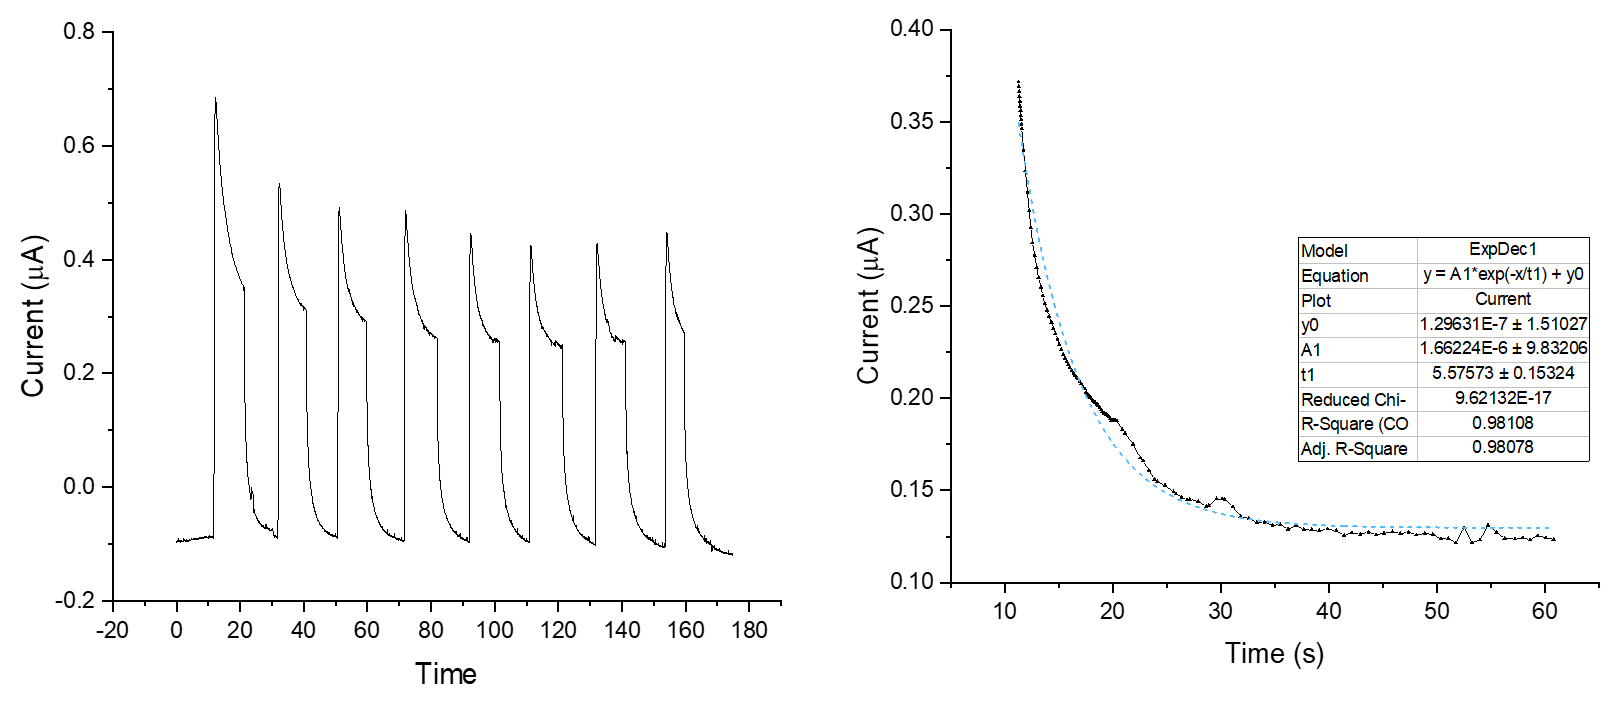 0.8
0.6
0.4
0.2
0.0
-0.2
Current (μA)
-20 0 20 40 60 80 100 120 140 160 180
Time
0.40
0.35
0.30
0.25
0.20
0.15
0.10
Current (μA)
10 20 30 40 50 60
Time (s)
Model ExpDec1
Equation y = A1*exp(-x/t1) + y0
Plot Current
y0 1.29631E-7 ± 1.51027
A1 1.66224E-6 ± 9.83206
t1 5.57573 ± 0.15324
Reduced Chi- 9.62132E-17
R-Square (CO 0.98108
Adj. R-Square 0.98078